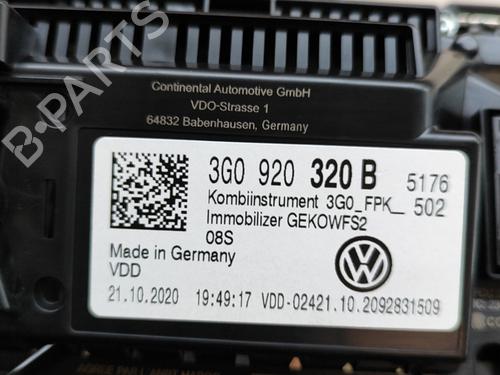 Continental Automotive GmbH
VDO-Strasse 1
64832 Babenhausen, Germany
B-PARTS
3G0 920 320 B 5176
Kombiinstrument 3G0_FPK_ 502
Immobilizer GEKOWFS2
08S
Made in Germany
VDD
21.10.2020 19:49:17 VDD-02421.10.2092831509